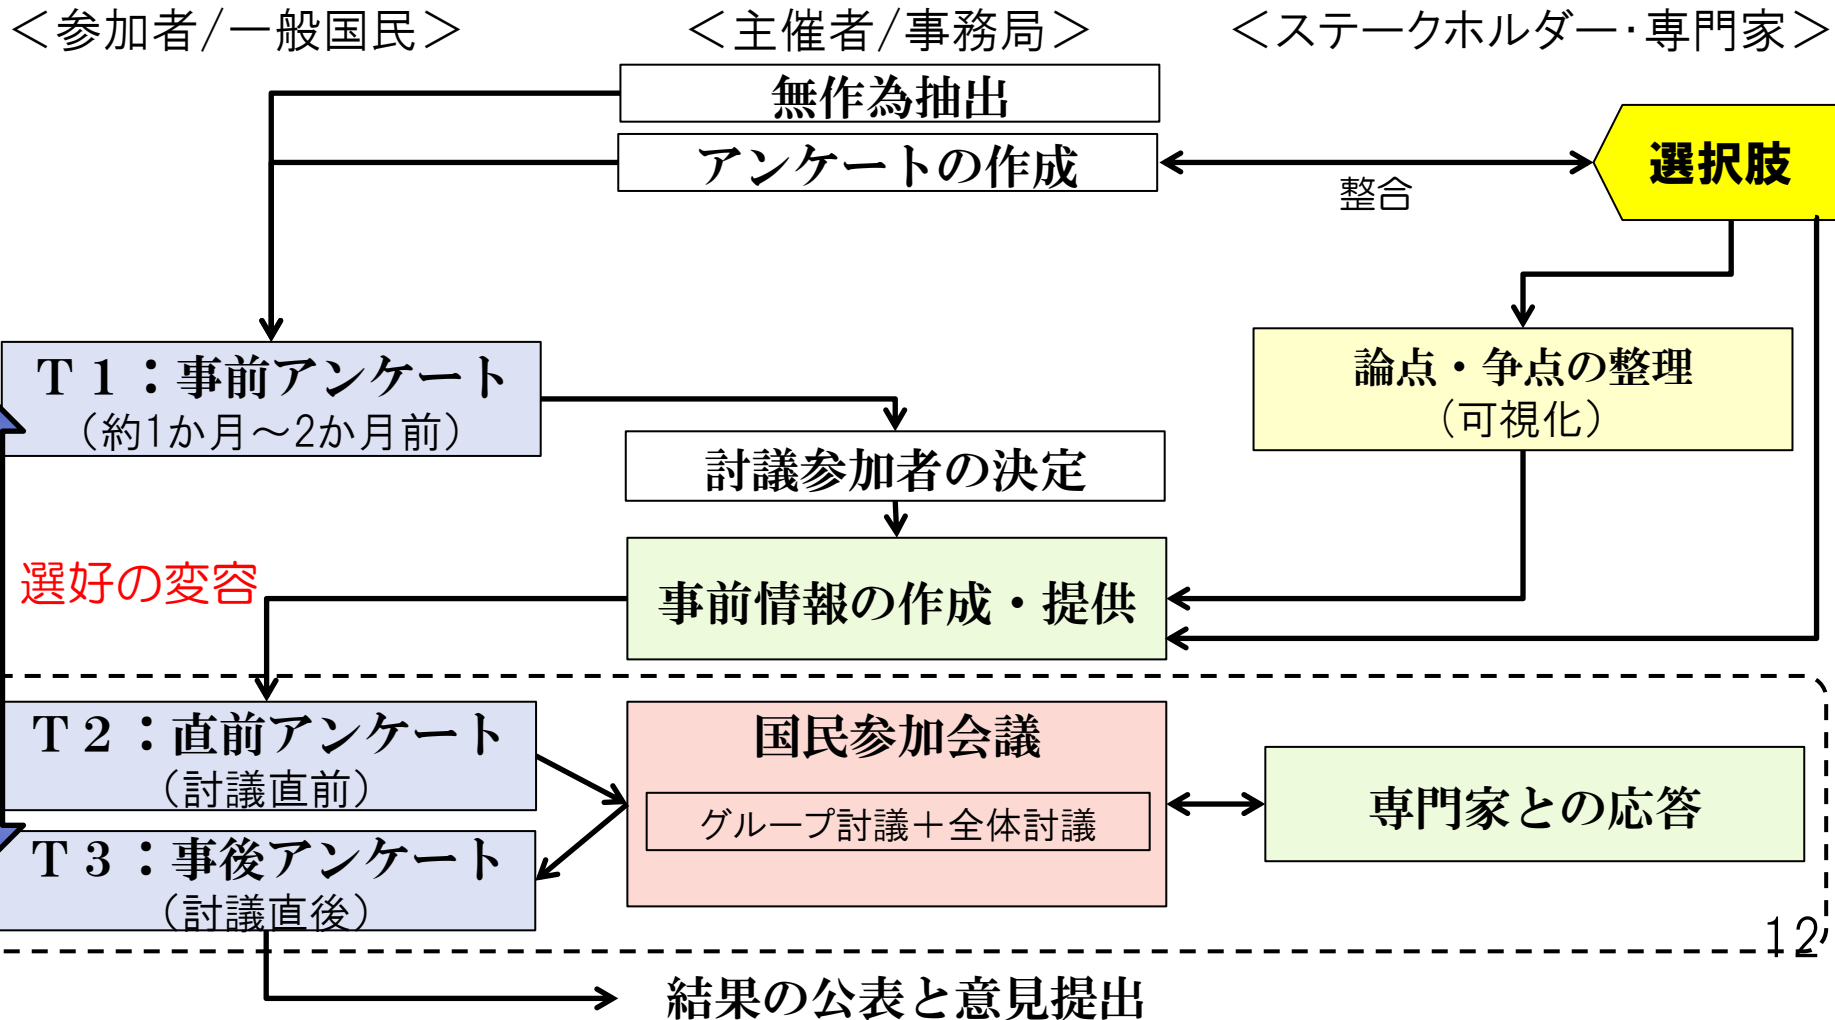 ＜参加者/一般国民＞
＜主催者/事務局＞
＜ステークホルダー・専門家＞
無作為抽出
アンケートの作成
整合
選択肢
Ｔ１：事前アンケート
（約1か月～2か月前）
論点・争点の整理
（可視化）
討議参加者の決定
選好の変容
事前情報の作成・提供
Ｔ２：直前アンケート
（討議直前）
国民参加会議
グループ討議＋全体討議
専門家との応答
Ｔ３：事後アンケート
（討議直後）
12
結果の公表と意見提出